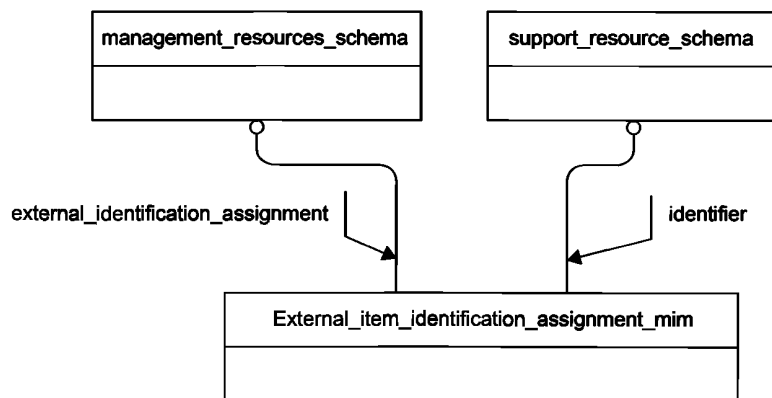 management_resources_schema
support_resource_schema
external_identification_assignment
identifier
External_item_identification_assignment_mim